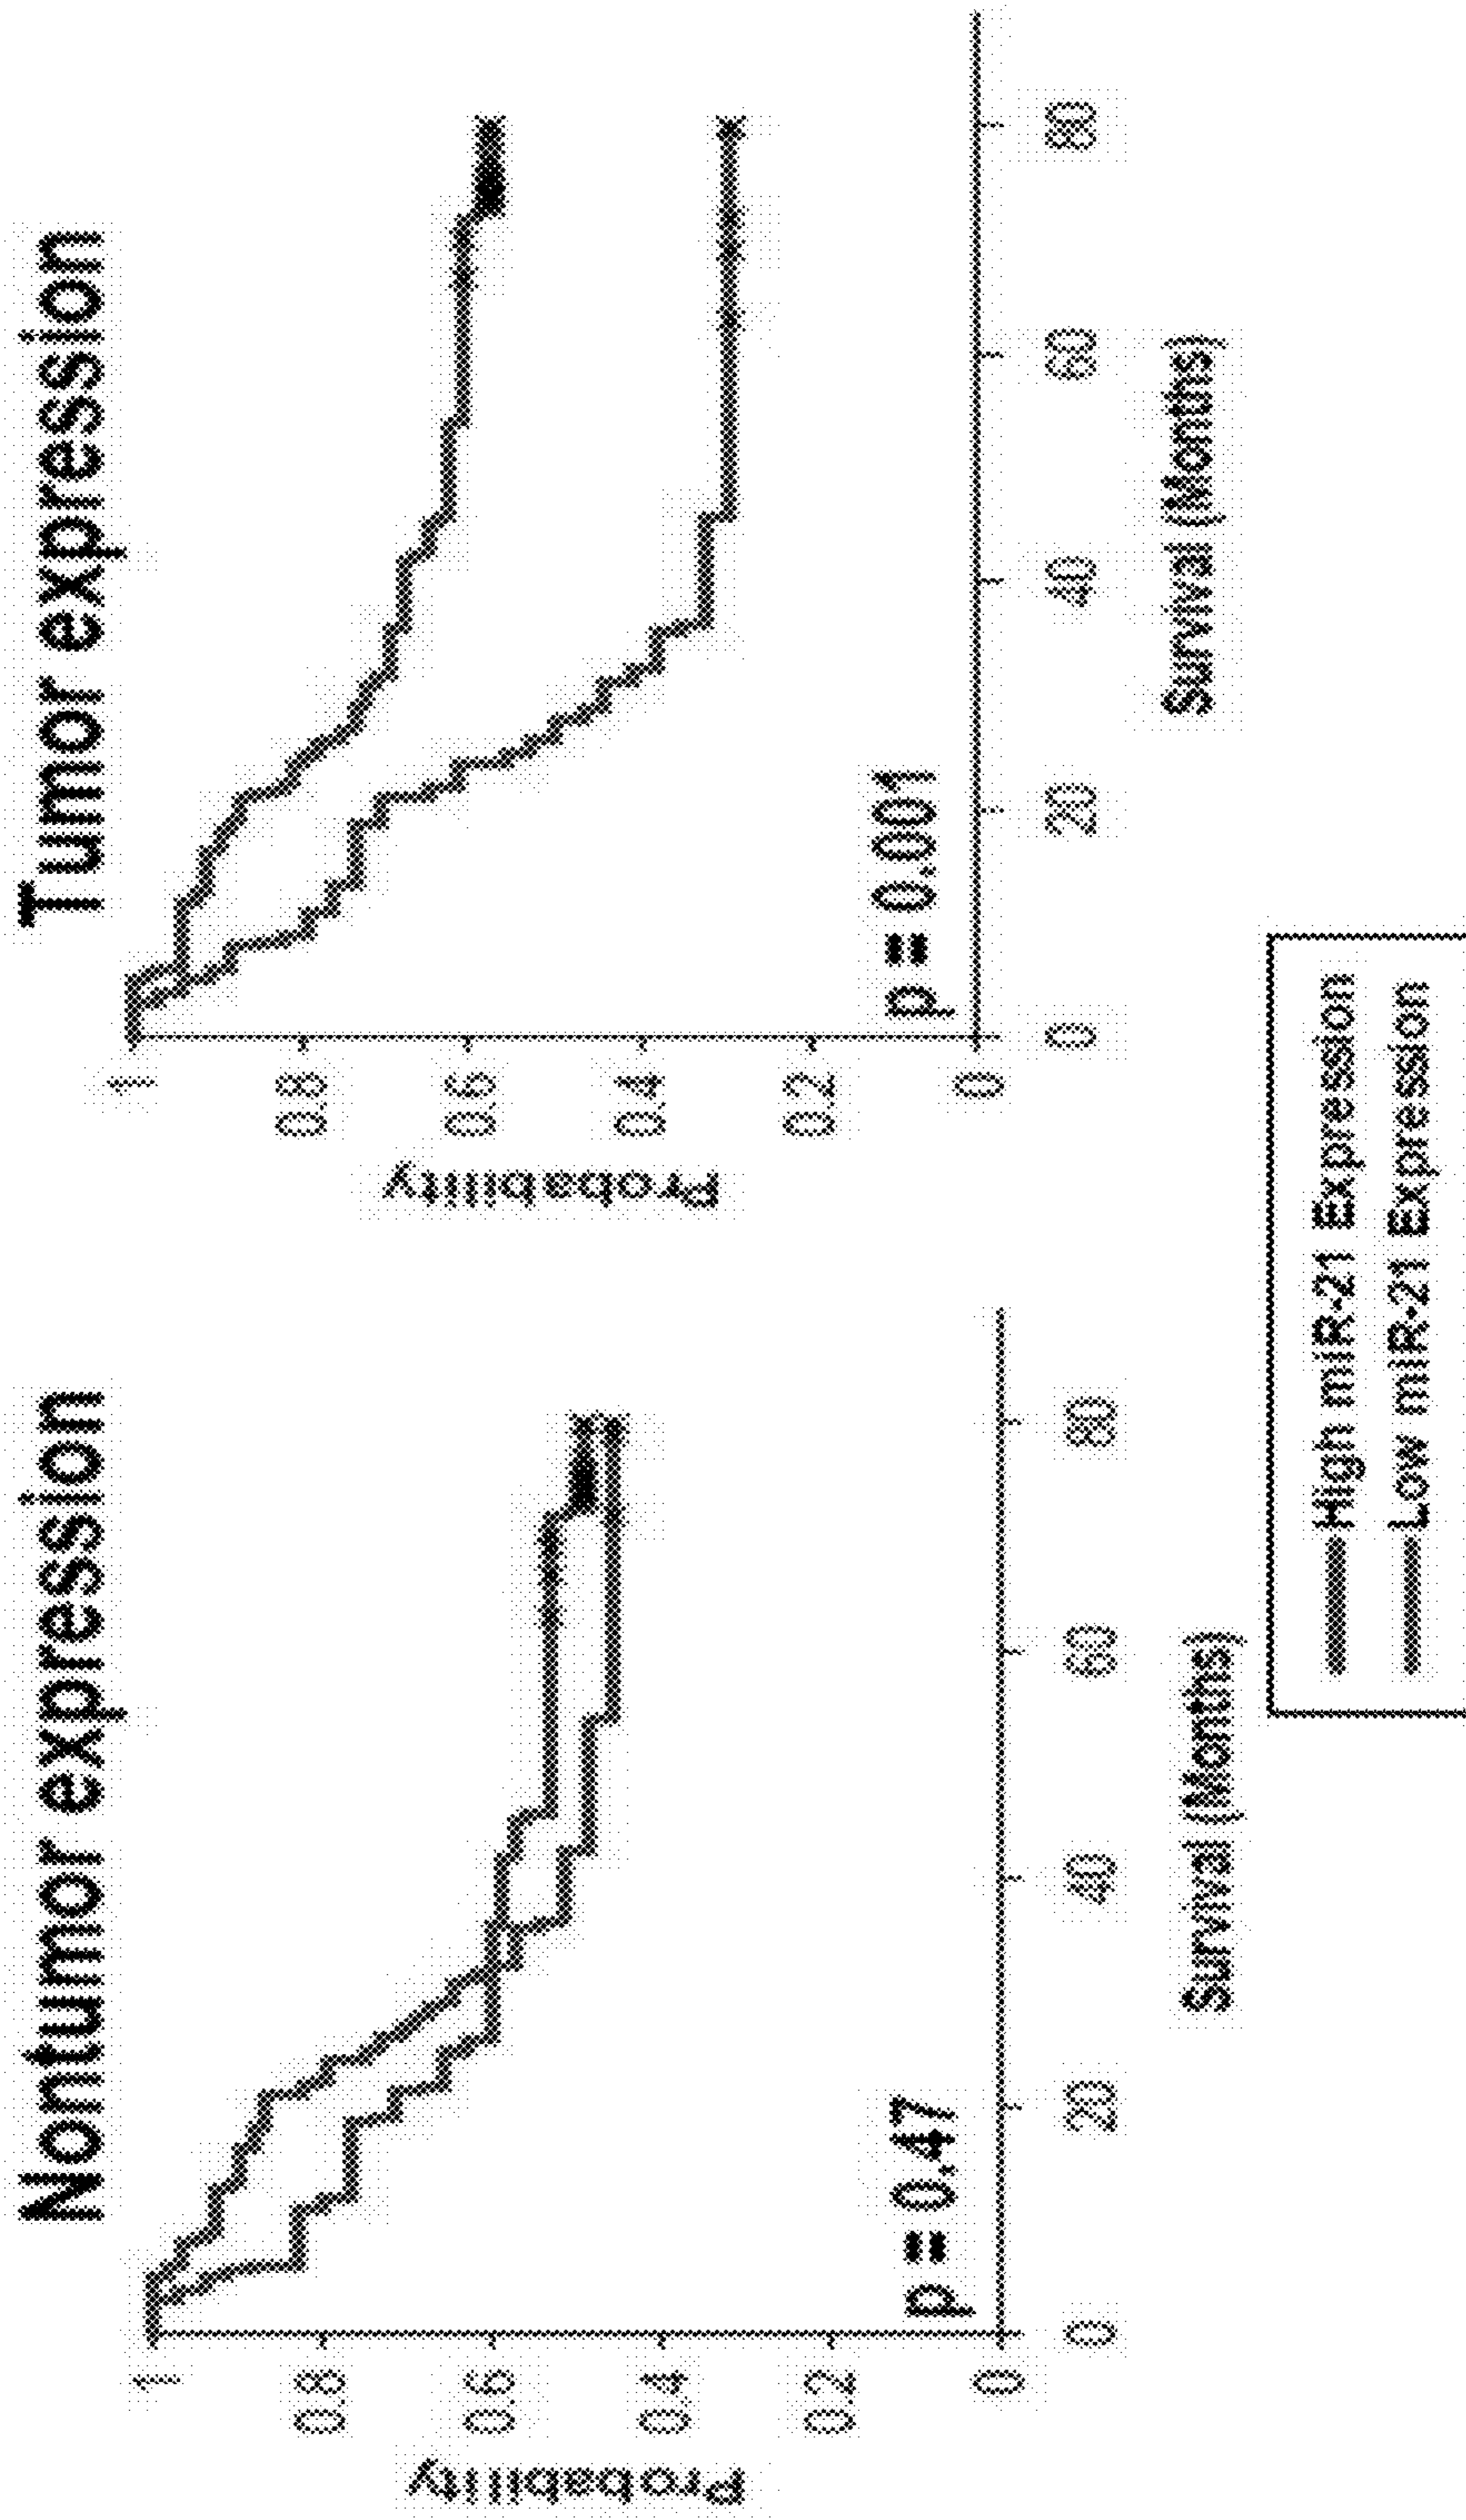 Nontumor expression
Probability
1
0.8
0.6
0.4
0.2
0
p = 0.47
0 20 40 60 80
Survival (Months)
Tumor expression
Probability
1
0.8
0.6
0.4
0.2
0
p = 0.001
0 20 40 60 80
Survival (Months)
High miR-21 Expression
Low miR-21 Expression